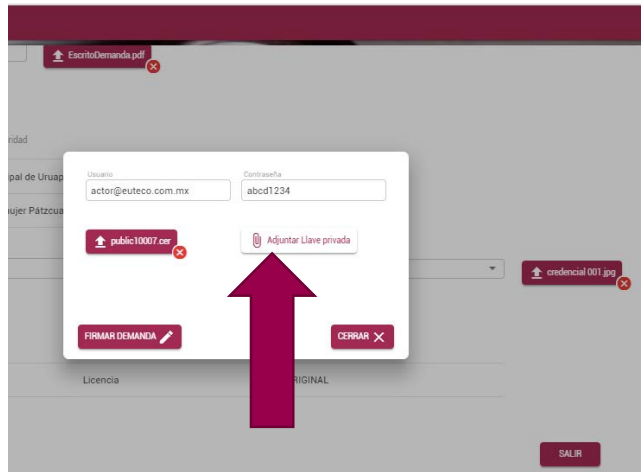 EscritoDemanda.pdf
ridad
ipal de Uruap
Usuario
Contraseña
actor@euteco.com.mx
abcd1234
ujer Pátzcua
public10007.cer
Adjuntar Llave privada
credencial 001.jpg
FIRMAR DEMANDA
CERRAR
Licencia
RIGINAL
SALIR